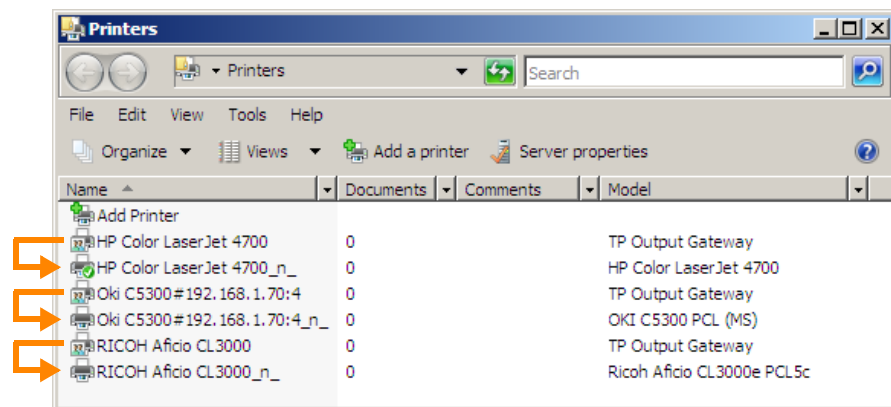 Printers
Printers
Search
File Edit View Tools Help
Organize Views Add a printer Server properties
Name Documents Comments Model
Add Printer
HP Color LaserJet 4700 0 TP Output Gateway
HP Color LaserJet 4700_n_ 0 HP Color LaserJet 4700
Oki C5300#192.168.1.70:4 0 TP Output Gateway
Oki C5300#192.168.1.70:4_n_ 0 OKI C5300 PCL (MS)
RICOH Aficio CL3000 0 TP Output Gateway
RICOH Aficio CL3000_n_ 0 Ricoh Aficio CL3000e PCL5c